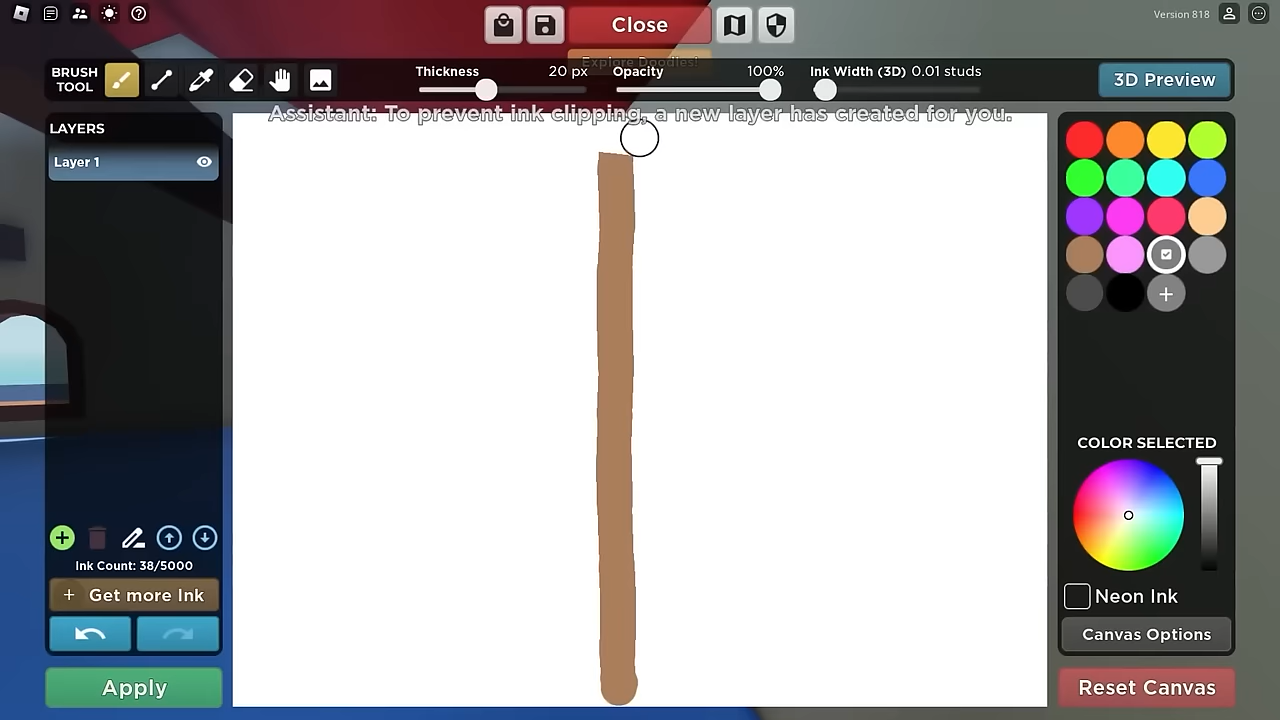 Version 818
Close
Explore Doodles!
BRUSH
TOOL
Thickness
20 px
Opacity
100%
Ink Width (3D) 0.01 studs
3D Preview
Assistant: To prevent ink clipping, a new layer has created for you.
LAYERS
Layer 1
Ink Count: 38/5000
+ Get more Ink
Apply
COLOR SELECTED
Neon Ink
Canvas Options
Reset Canvas